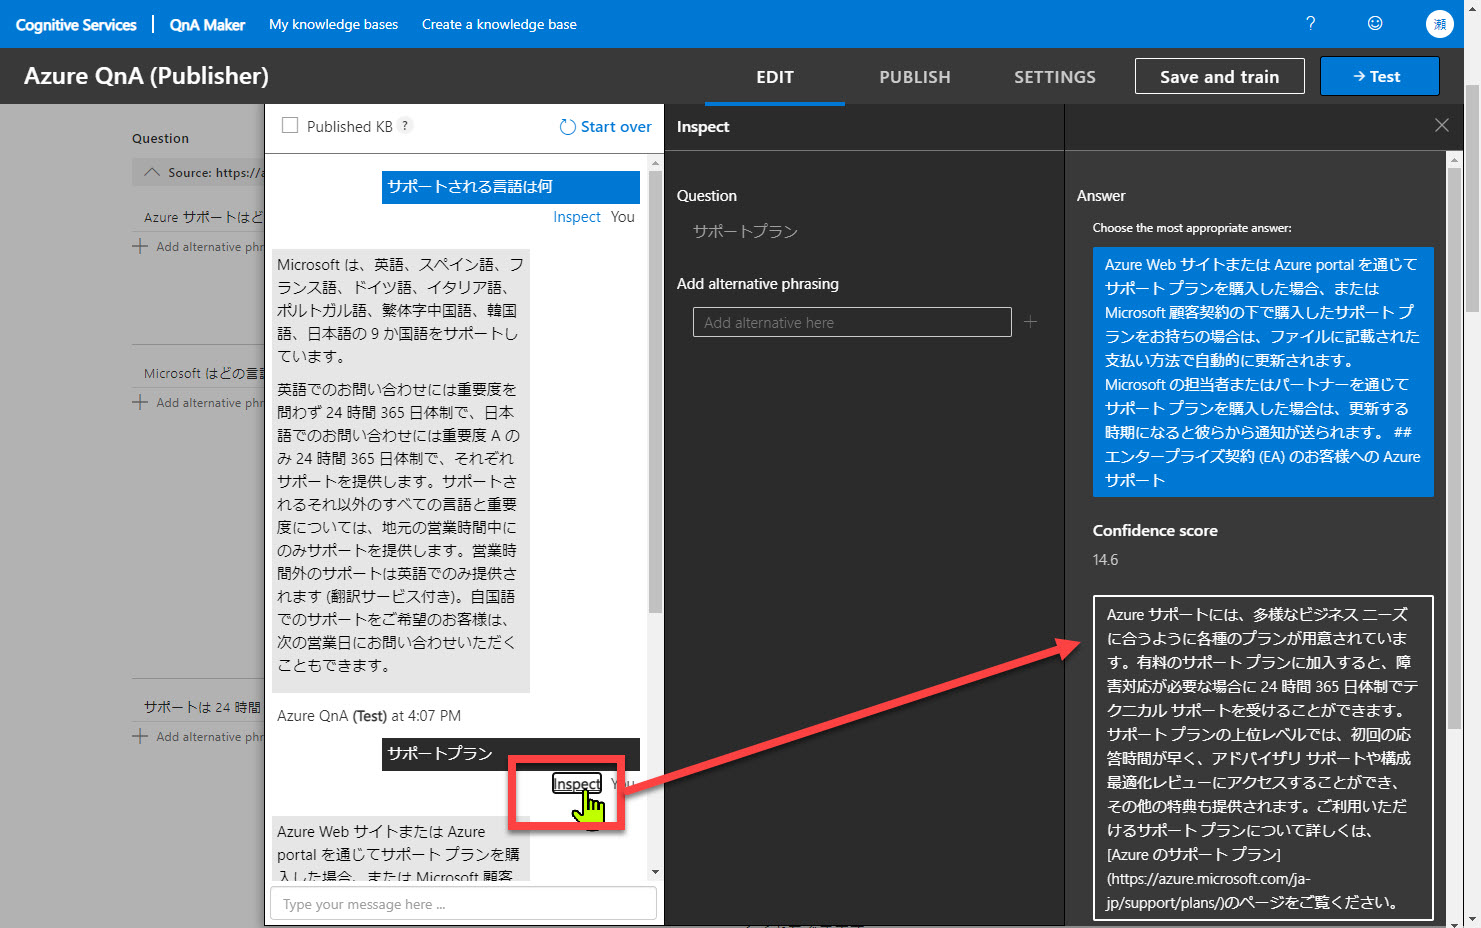 Cognitive Services | QnA Maker My knowledge bases Create a knowledge base ? 瀬
Azure QnA (Publisher) EDIT PUBLISH SETTINGS Save and train → Test
Question
Source: https://a
Azure サポートはど
Add alternative phr
Microsoft はどの言
Add alternative phr
サポートは 24 時間
Add alternative phr
Published KB ? Start over
サポートされる言語は何
Inspect You
Microsoft は、英語、スペイン語、フ
ランス語、ドイツ語、イタリア語、
ポルトガル語、繁体字中国語、韓国
語、日本語の 9 か国語をサポートし
ています。
英語でのお問い合わせには重要度を
問わず 24 時間 365 日体制で、日本
語でのお問い合わせには重要度 A の
み 24 時間 365 日体制で、それぞれ
サポートを提供します。サポートさ
れるそれ以外のすべての言語と重要
度については、地元の営業時間中に
のみサポートを提供します。営業時
間外のサポートは英語でのみ提供さ
れます (翻訳サービス付き)。自国語
でのサポートをご希望のお客様は、
次の営業日にお問い合わせいただく
こともできます。
Azure QnA (Test) at 4:07 PM
サポートプラン
Inspect You
Azure Web サイトまたは Azure
portal を通じてサポート プランを購
入した場合、または Microsoft 顧客
Type your message here ...
Inspect
Question
サポートプラン
Add alternative phrasing
Add alternative here
Answer
Choose the most appropriate answer:
Azure Web サイトまたは Azure portal を通じて
サポート プランを購入した場合、または
Microsoft 顧客契約の下で購入したサポート プ
ランをお持ちの場合は、ファイルに記載された
支払い方法で自動的に更新されます。
Microsoft の担当者またはパートナーを通じて
サポート プランを購入した場合は、更新する
時期になると彼らから通知が送られます。 ##
エンタープライズ契約 (EA) のお客様への Azure
サポート
Confidence score
14.6
Azure サポートには、多様なビジネス ニーズ
に合うように各種のプランが用意されていま
す。有料のサポート プランに加入すると、障
害対応が必要な場合に 24 時間 365 日体制でテ
クニカル サポートを受けることができます。
サポート プランの上位レベルでは、初回の応
答時間が早く、アドバイザリ サポートや構成
最適化レビューにアクセスすることができ、
その他の特典も提供されます。ご利用いただ
けるサポート プランについて詳しくは、
[Azure のサポート プラン]
(https://azure.microsoft.com/ja-
jp/support/plans/)のページをご覧ください。